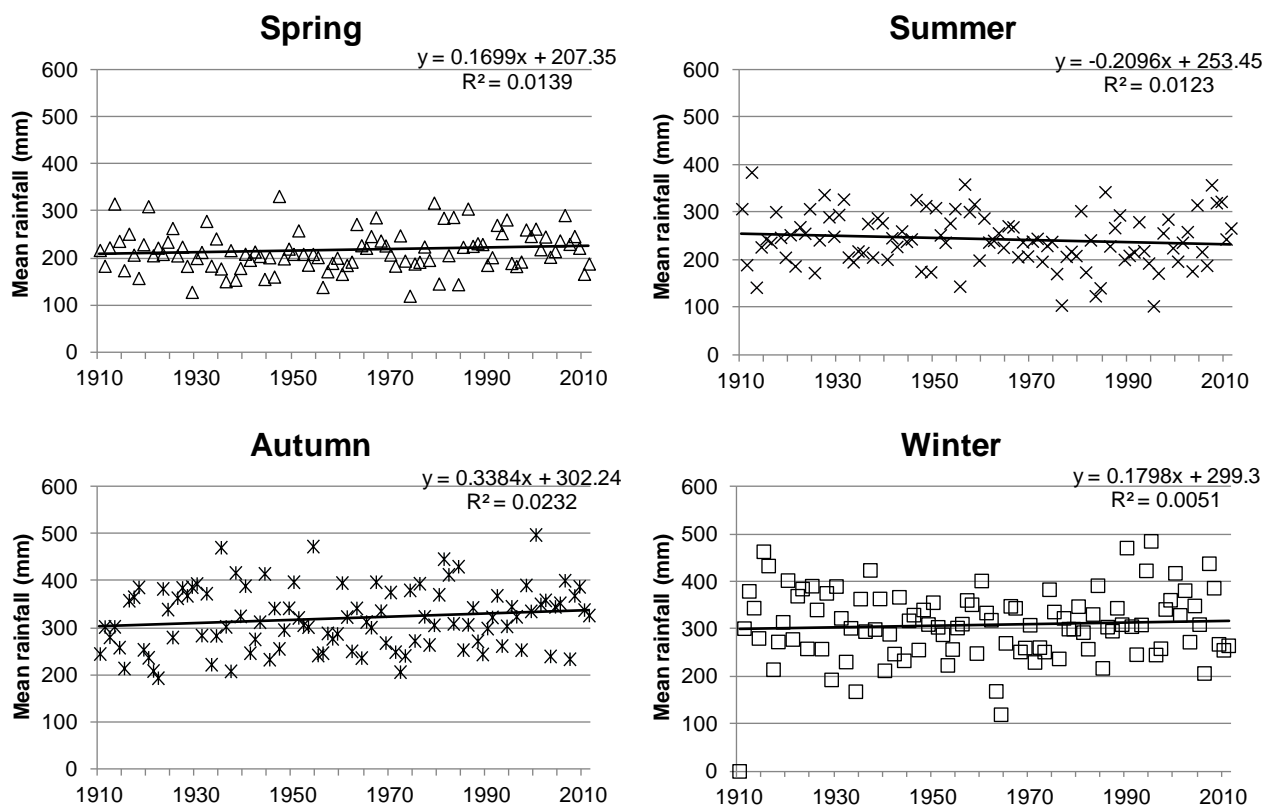 Spring
y = 0.1699x + 207.35
R² = 0.0139
Mean rainfall (mm)
600
500
400
300
200
100
0
1910 1930 1950 1970 1990 2010
Summer
y = -0.2096x + 253.45
R² = 0.0123
Mean rainfall (mm)
600
500
400
300
200
100
0
1910 1930 1950 1970 1990 2010
Autumn
y = 0.3384x + 302.24
R² = 0.0232
Mean rainfall (mm)
600
500
400
300
200
100
0
1910 1930 1950 1970 1990 2010
Winter
y = 0.1798x + 299.3
R² = 0.0051
Mean rainfall (mm)
600
500
400
300
200
100
0
1910 1930 1950 1970 1990 2010